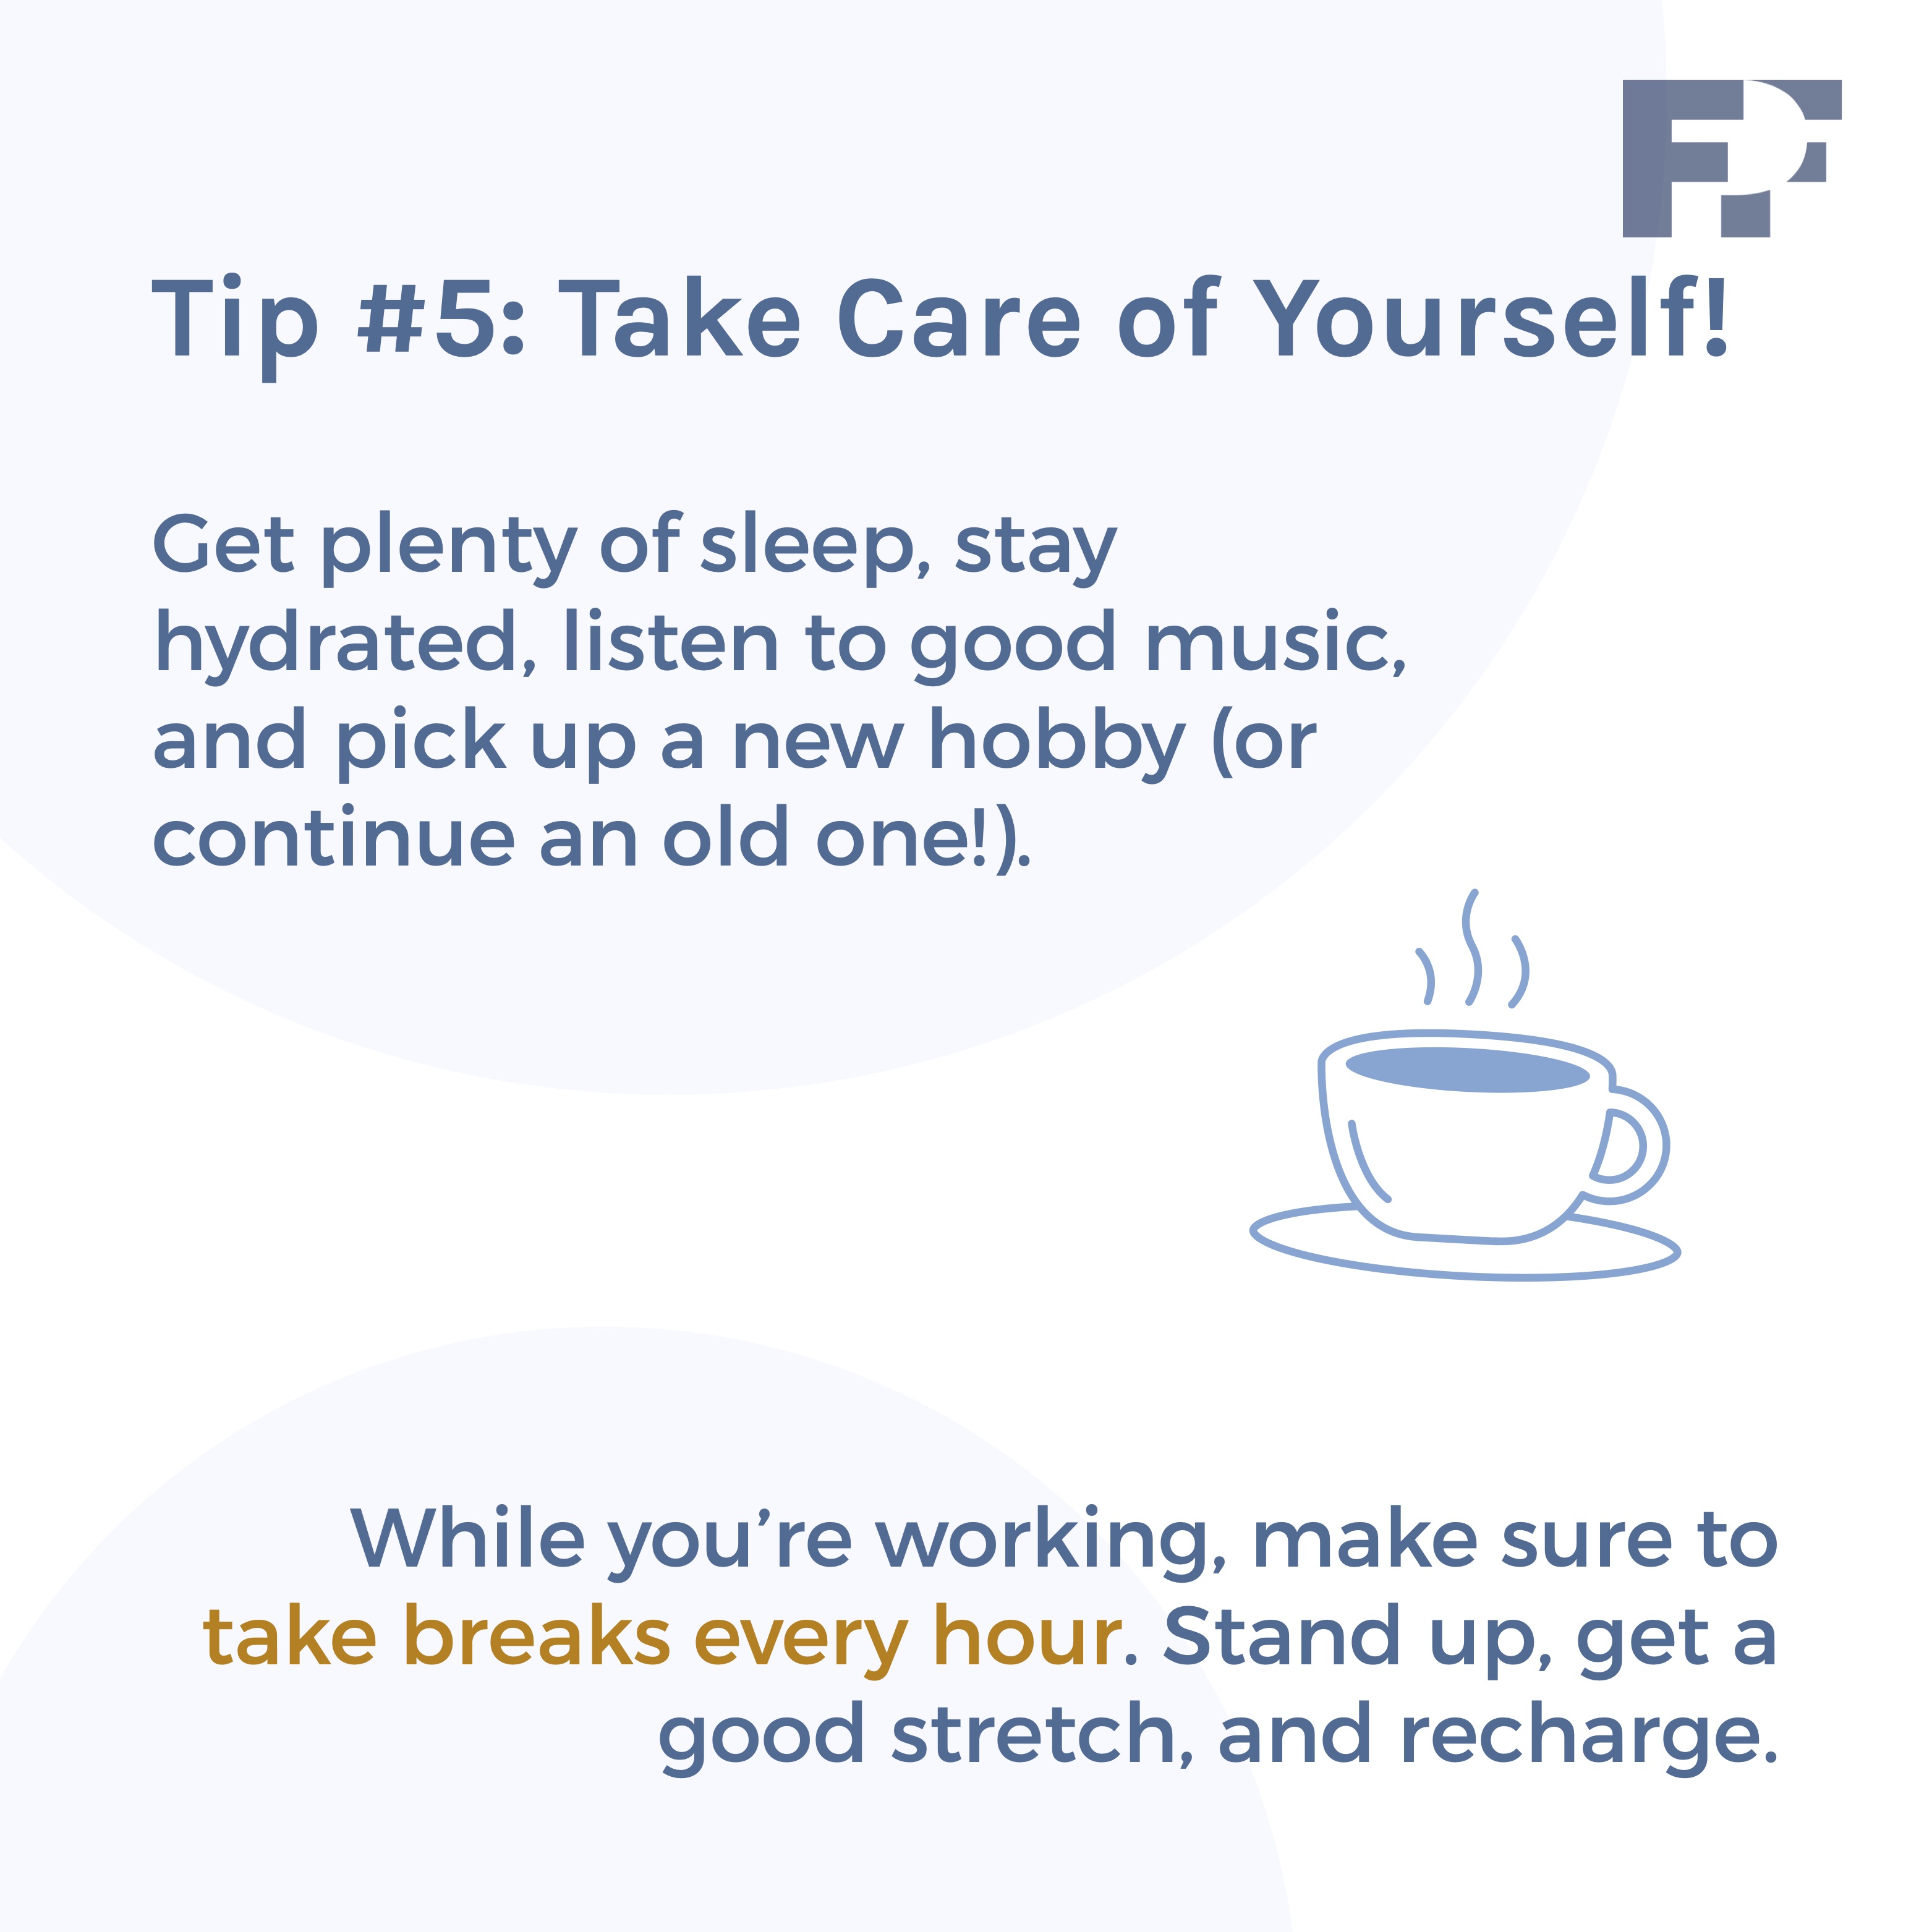 Tip #5: Take Care of Yourself!
Get plenty of sleep, stay
hydrated, listen to good music,
and pick up a new hobby (or
continue an old one!).
While you're working, make sure to
take breaks every hour. Stand up, get a
good stretch, and recharge.